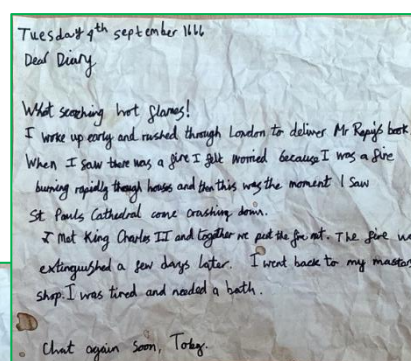 Tuesday 4th september 1666
Dear Diary
What scorching hot flames!
I woke up early and rushed through London to deliver Mr Repiy's book
When I saw there was a fire I felt worried because I was a fire
burning rapidly though houses and then this was the moment I saw
St Pauls Cathedral come crashing down.
I Met King Charles II and together we put the fire out. The fire wa
extinguished a few days later. I went back to my masters
shop. I was tired and needed a bath.
Chat again soon, Toby.